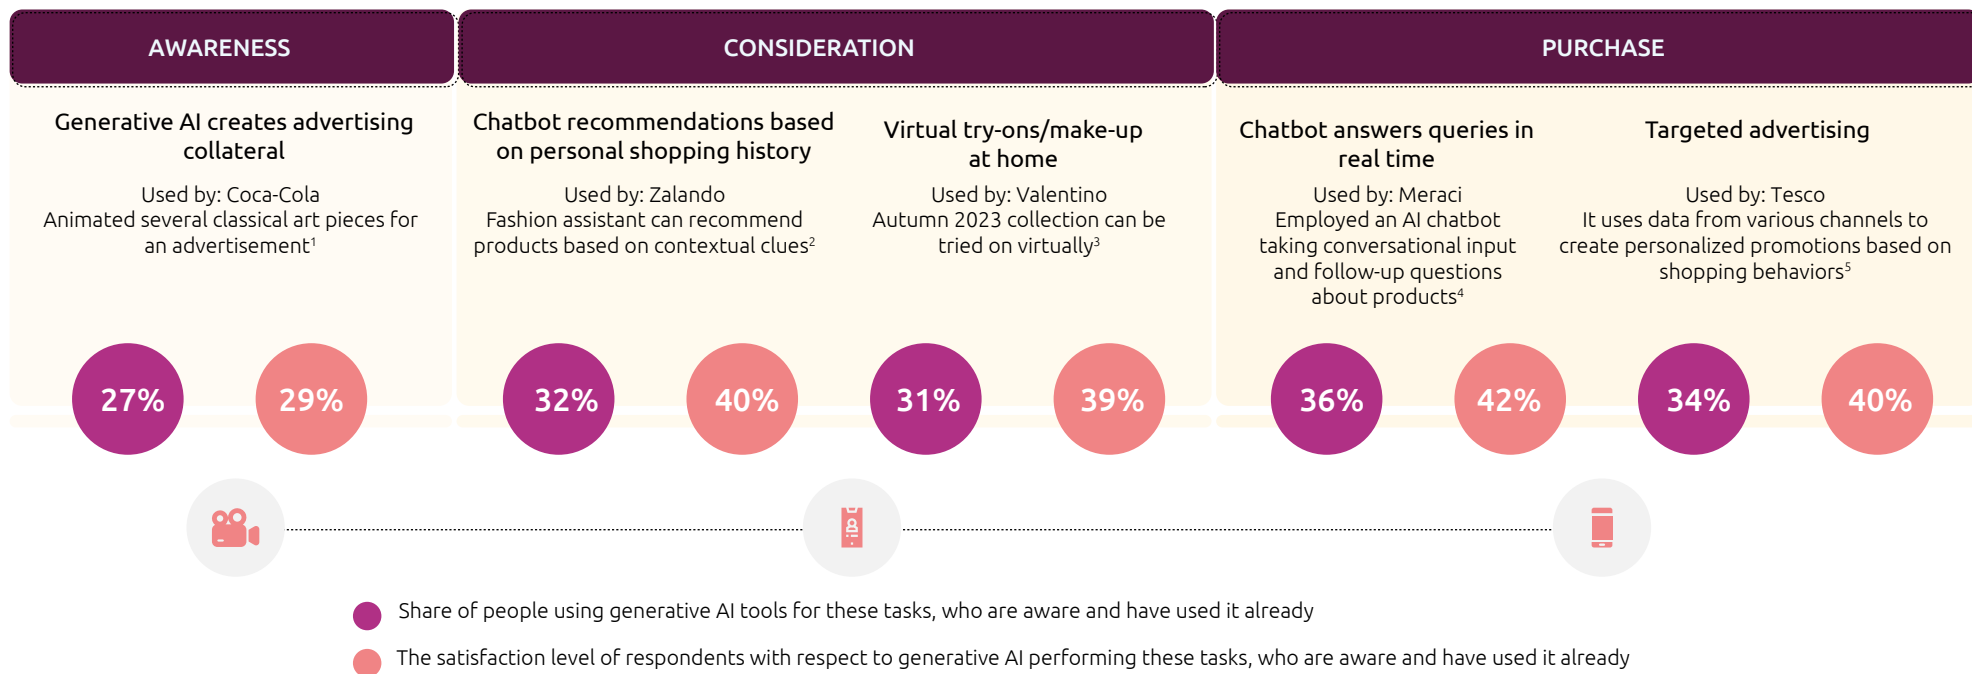 AWARENESS
CONSIDERATION
PURCHASE
Generative AI creates advertising
collateral
Used by: Coca-Cola
Animated several classical art pieces for
an advertisement1
Chatbot recommendations based
on personal shopping history
Used by: Zalando
Fashion assistant can recommend
products based on contextual clues2
Virtual try-ons/make-up
at home
Used by: Valentino
Autumn 2023 collection can be
tried on virtually3
Chatbot answers queries in
real time
Used by: Meraci
Employed an AI chatbot
taking conversational input
and follow-up questions
about products4
Targeted advertising
Used by: Tesco
It uses data from various channels to
create personalized promotions based on
shopping behaviors5
27%
29%
32%
40%
31%
39%
36%
42%
34%
40%
Share of people using generative AI tools for these tasks, who are aware and have used it already
The satisfaction level of respondents with respect to generative AI performing these tasks, who are aware and have used it already